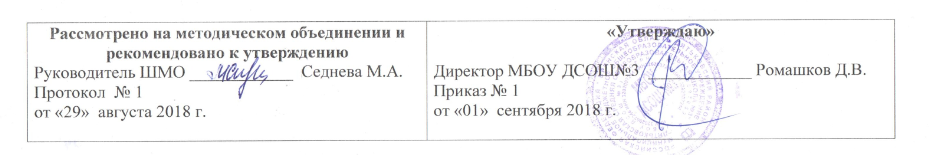 Рассмотрено на методическом объединении и
рекомендовано к утверждению
Руководитель ШМО ____________ Седнева М.А.
Протокол № 1
от «29» августа 2018 г.
«Утверждаю»
Директор МБОУ ДСОШ№3 ____________ Ромашков Д.В.
Приказ № 1
от «01» сентября 2018 г.